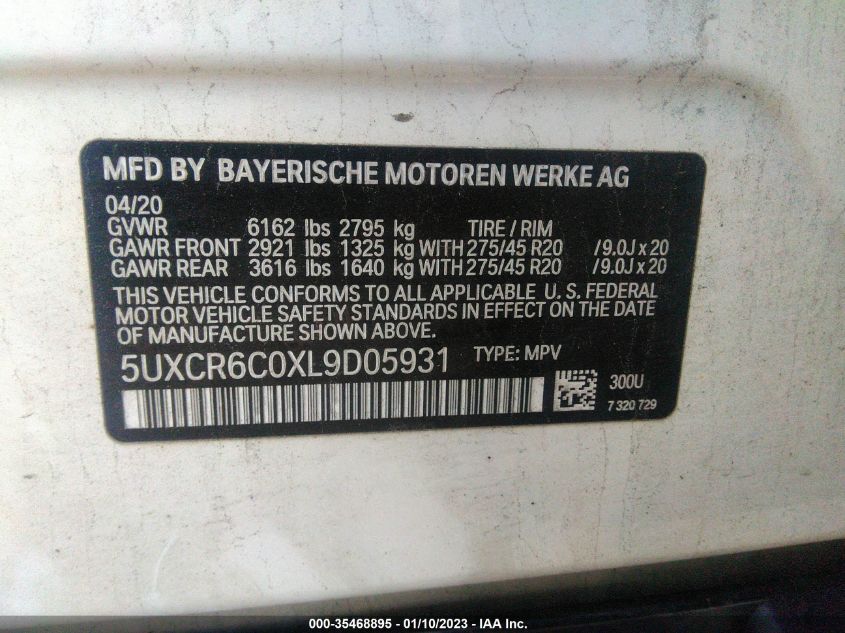 MFD BY BAYERISCHE MOTOREN WERKE AG
04/20
GVWR 6162 lbs 2795 kg TIRE / RIM
GAWR FRONT 2921 lbs 1325 kg WITH 275/45 R20 /9.0J x 20
GAWR REAR 3616 lbs 1640 kg WITH 275/45 R20 /9.0J x 20
THIS VEHICLE CONFORMS TO ALL APPLICABLE U. S. FEDERAL
MOTOR VEHICLE SAFETY STANDARDS IN EFFECT ON THE DATE
OF MANUFACTURE SHOWN ABOVE.
5UXCR6C0XL9D05931 TYPE: MPV
300U
7 320 729
000-35468895 - 01/10/2023 - IAA Inc.